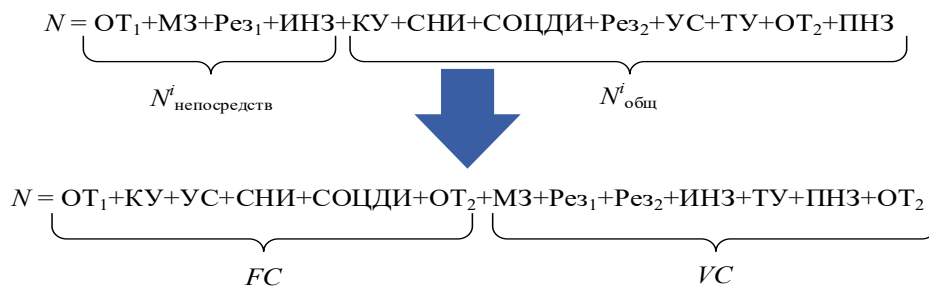 N = ОТ₁+МЗ+Рез₁+ИНЗ+КУ+СНИ+СОЦДИ+Рез₂+УС+ТУ+ОТ₂+ПНЗ
Nⁱнепосредств Nⁱобщ
N = ОТ₁+КУ+УС+СНИ+СОЦДИ+ОТ₂+МЗ+Рез₁+Рез₂+ИНЗ+ТУ+ПНЗ+ОТ₂
FC VC